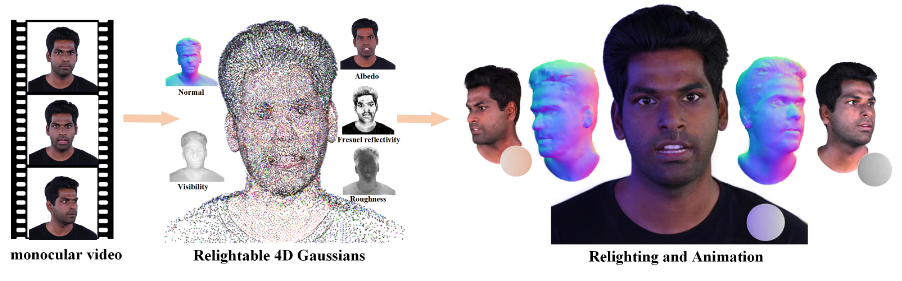 Normal
Albedo
Fresnel reflectivity
Visibility
Roughness
monocular video
Relightable 4D Gaussians
Relighting and Animation